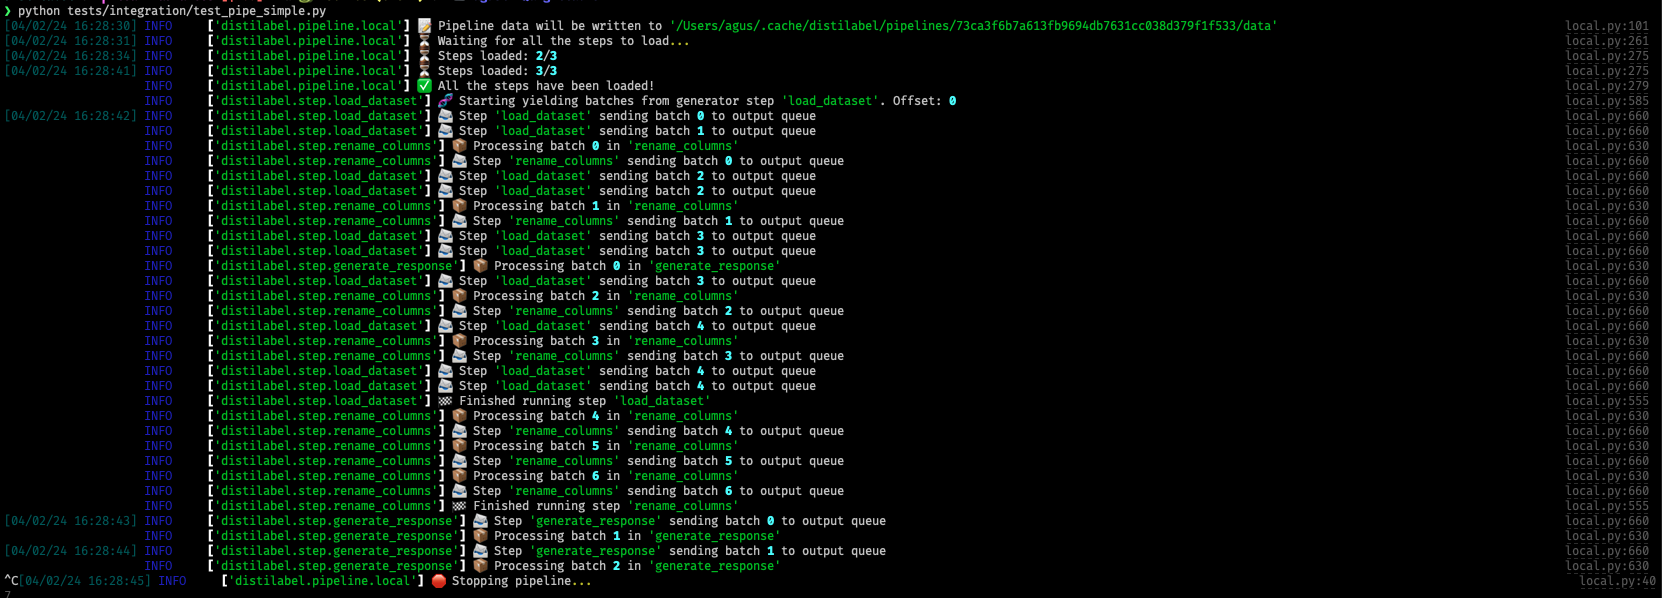 ❯ python tests/integration/test_pipe_simple.py
[04/02/24 16:28:30] INFO ['distilabel.pipeline.local'] 📝 Pipeline data will be written to '/Users/agus/.cache/distilabel/pipelines/73ca3f6b7a613fb9694db7631cc038d379f1f533/data' local.py:101
[04/02/24 16:28:31] INFO ['distilabel.pipeline.local'] ⏳ Waiting for all the steps to load... local.py:261
[04/02/24 16:28:34] INFO ['distilabel.pipeline.local'] ⏳ Steps loaded: 2/3 local.py:275
[04/02/24 16:28:41] INFO ['distilabel.pipeline.local'] ⏳ Steps loaded: 3/3 local.py:275
INFO ['distilabel.pipeline.local'] ✅ All the steps have been loaded! local.py:279
INFO ['distilabel.step.load_dataset'] 🧬 Starting yielding batches from generator step 'load_dataset'. Offset: 0 local.py:585
[04/02/24 16:28:42] INFO ['distilabel.step.load_dataset'] 📨 Step 'load_dataset' sending batch 0 to output queue local.py:660
INFO ['distilabel.step.load_dataset'] 📨 Step 'load_dataset' sending batch 1 to output queue local.py:660
INFO ['distilabel.step.rename_columns'] 📦 Processing batch 0 in 'rename_columns' local.py:630
INFO ['distilabel.step.rename_columns'] 📨 Step 'rename_columns' sending batch 0 to output queue local.py:660
INFO ['distilabel.step.load_dataset'] 📨 Step 'load_dataset' sending batch 2 to output queue local.py:660
INFO ['distilabel.step.load_dataset'] 📨 Step 'load_dataset' sending batch 2 to output queue local.py:660
INFO ['distilabel.step.rename_columns'] 📦 Processing batch 1 in 'rename_columns' local.py:630
INFO ['distilabel.step.rename_columns'] 📨 Step 'rename_columns' sending batch 1 to output queue local.py:660
INFO ['distilabel.step.load_dataset'] 📨 Step 'load_dataset' sending batch 3 to output queue local.py:660
INFO ['distilabel.step.load_dataset'] 📨 Step 'load_dataset' sending batch 3 to output queue local.py:660
INFO ['distilabel.step.generate_response'] 📦 Processing batch 0 in 'generate_response' local.py:630
INFO ['distilabel.step.load_dataset'] 📨 Step 'load_dataset' sending batch 3 to output queue local.py:660
INFO ['distilabel.step.rename_columns'] 📦 Processing batch 2 in 'rename_columns' local.py:630
INFO ['distilabel.step.rename_columns'] 📨 Step 'rename_columns' sending batch 2 to output queue local.py:660
INFO ['distilabel.step.load_dataset'] 📨 Step 'load_dataset' sending batch 4 to output queue local.py:660
INFO ['distilabel.step.rename_columns'] 📦 Processing batch 3 in 'rename_columns' local.py:630
INFO ['distilabel.step.rename_columns'] 📨 Step 'rename_columns' sending batch 3 to output queue local.py:660
INFO ['distilabel.step.load_dataset'] 📨 Step 'load_dataset' sending batch 4 to output queue local.py:660
INFO ['distilabel.step.load_dataset'] 📨 Step 'load_dataset' sending batch 4 to output queue local.py:660
INFO ['distilabel.step.load_dataset'] 🏁 Finished running step 'load_dataset' local.py:555
INFO ['distilabel.step.rename_columns'] 📦 Processing batch 4 in 'rename_columns' local.py:630
INFO ['distilabel.step.rename_columns'] 📨 Step 'rename_columns' sending batch 4 to output queue local.py:660
INFO ['distilabel.step.rename_columns'] 📦 Processing batch 5 in 'rename_columns' local.py:630
INFO ['distilabel.step.rename_columns'] 📨 Step 'rename_columns' sending batch 5 to output queue local.py:660
INFO ['distilabel.step.rename_columns'] 📦 Processing batch 6 in 'rename_columns' local.py:630
INFO ['distilabel.step.rename_columns'] 📨 Step 'rename_columns' sending batch 6 to output queue local.py:660
INFO ['distilabel.step.rename_columns'] 🏁 Finished running step 'rename_columns' local.py:555
[04/02/24 16:28:43] INFO ['distilabel.step.generate_response'] 📨 Step 'generate_response' sending batch 0 to output queue local.py:660
INFO ['distilabel.step.generate_response'] 📦 Processing batch 1 in 'generate_response' local.py:630
[04/02/24 16:28:44] INFO ['distilabel.step.generate_response'] 📨 Step 'generate_response' sending batch 1 to output queue local.py:660
INFO ['distilabel.step.generate_response'] 📦 Processing batch 2 in 'generate_response' local.py:630
^C[04/02/24 16:28:45] INFO ['distilabel.pipeline.local'] 🛑 Stopping pipeline... local.py:40
7